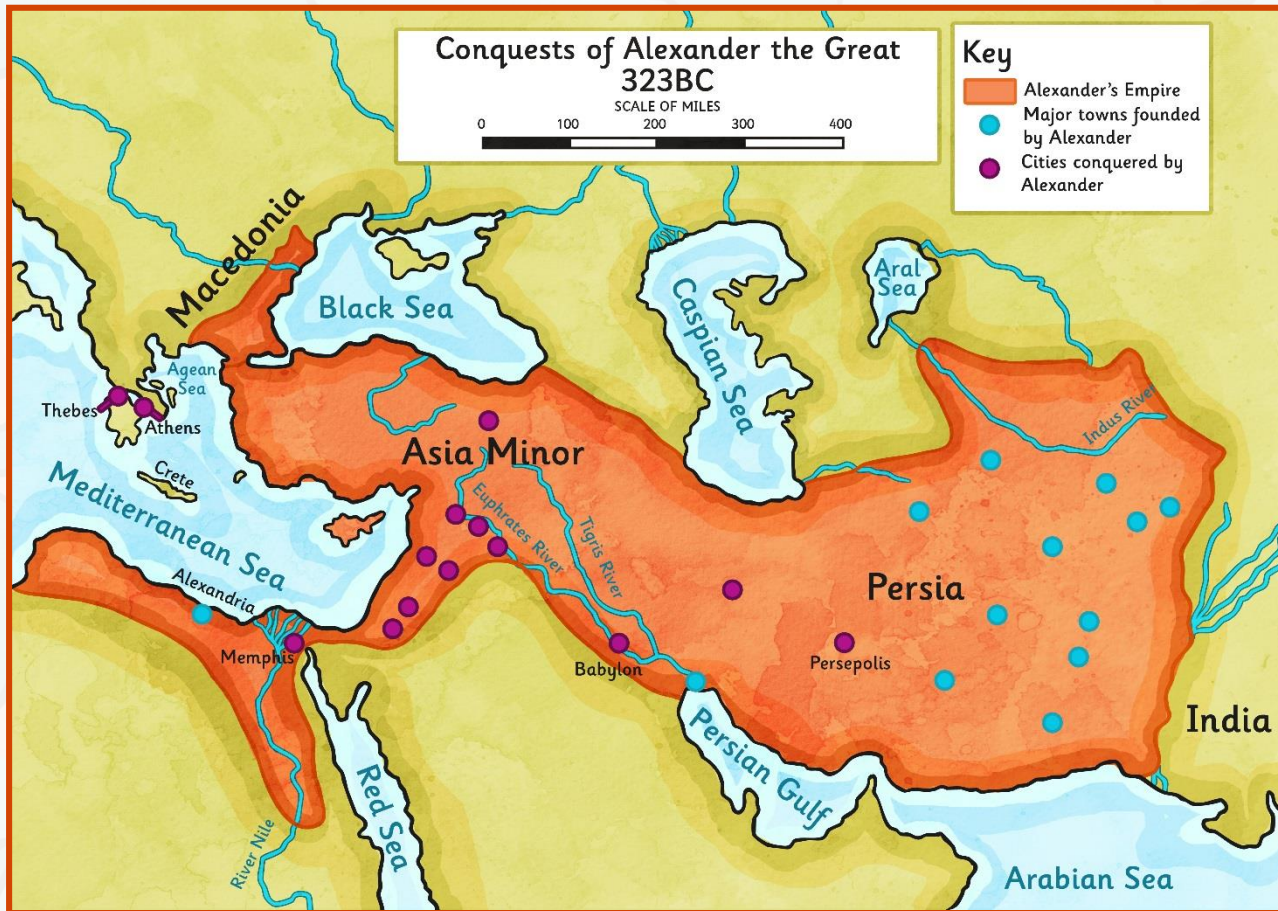 Conquests of Alexander the Great
323BC
SCALE OF MILES
0 100 200 300 400
Key
Alexander's Empire
Major towns founded
by Alexander
Cities conquered by
Alexander
Macedonia
Black Sea
Caspian Sea
Aral
Sea
Agean
Sea
Thebes
Athens
Crete
Mediterranean Sea
Asia Minor
Indus River
Euphrates River
Tigris River
Alexandria
Memphis
Babylon
Persia
Persepolis
India
Persian Gulf
Red Sea
River Nile
Arabian Sea